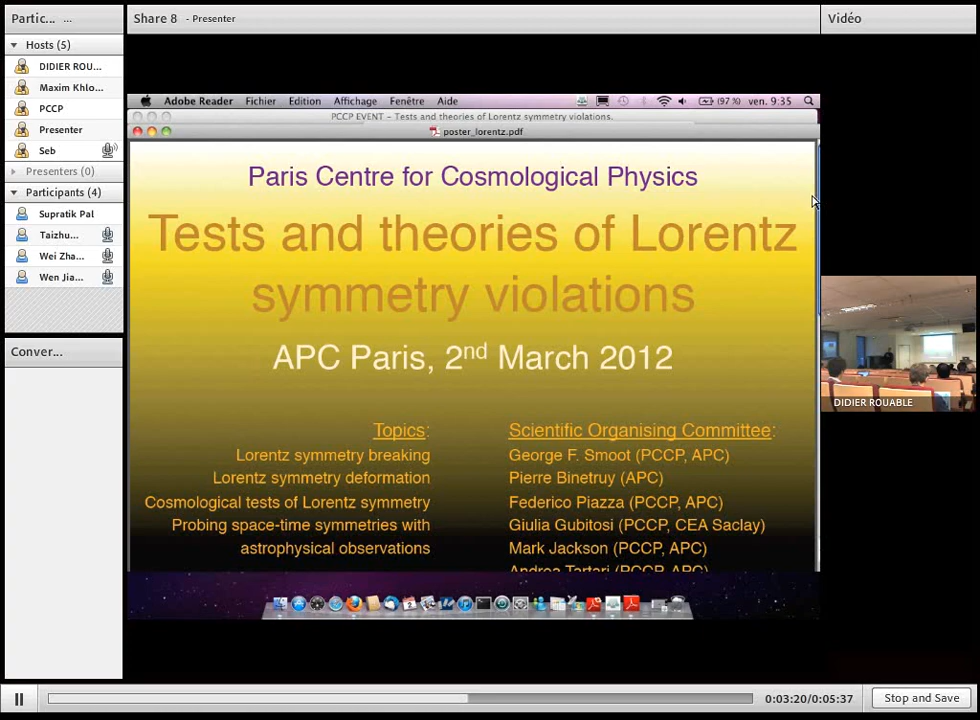 Partic... ...
Hosts (5)
DIDIER ROU...
Maxim Khlo...
PCCP
Presenter
Seb
Presenters (0)
Participants (4)
Supratik Pal
Taizhu...
Wei Zha...
Wen Jia...
Conver...
Share 8 - Presenter
Adobe Reader Fichier Edition Affichage Fenêtre Aide (97 %) ven. 9:35
PCCP EVENT – Tests and theories of Lorentz symmetry violations.
poster_lorentz.pdf
Paris Centre for Cosmological Physics
Tests and theories of Lorentz
symmetry violations
APC Paris, 2nd March 2012
Topics:
Lorentz symmetry breaking
Lorentz symmetry deformation
Cosmological tests of Lorentz symmetry
Probing space-time symmetries with
astrophysical observations
Scientific Organising Committee:
George F. Smoot (PCCP, APC)
Pierre Binetruy (APC)
Federico Piazza (PCCP, APC)
Giulia Gubitosi (PCCP, CEA Saclay)
Mark Jackson (PCCP, APC)
Andrea Tartari (PCCP, APC)
Vidéo
DIDIER ROUABLE
0:03:20/0:05:37
Stop and Save